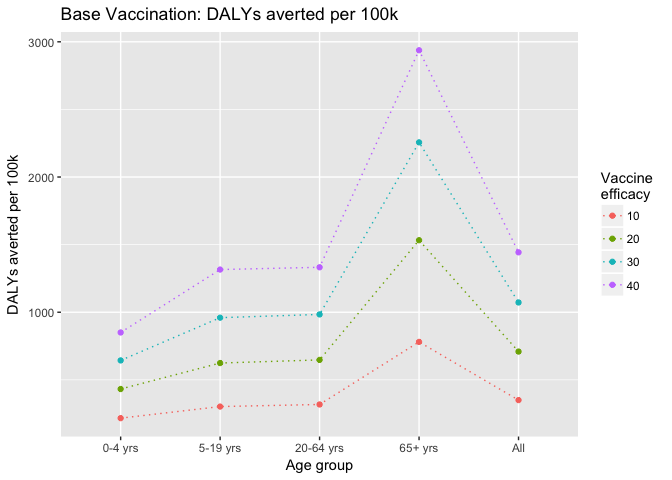 Base Vaccination: DALYs averted per 100k
DALYs averted per 100k
3000
2000
1000
0-4 yrs
5-19 yrs
20-64 yrs
65+ yrs
All
Age group
Vaccine
efficacy
10
20
30
40